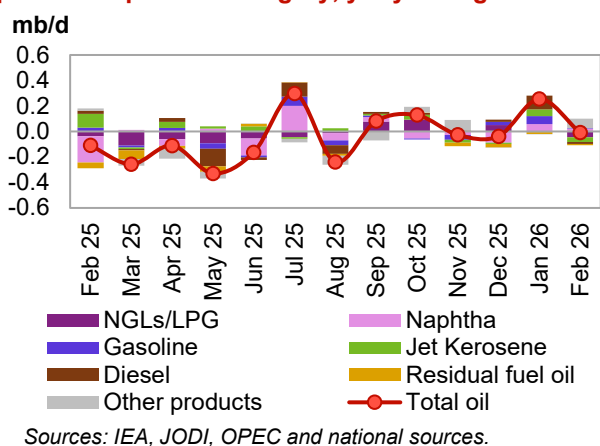 mb/d
0.6
0.4
0.2
0.0
-0.2
-0.4
-0.6
Feb 25
Mar 25
Apr 25
May 25
Jun 25
Jul 25
Aug 25
Sep 25
Oct 25
Nov 25
Dec 25
Jan 26
Feb 26
NGLs/LPG
Naphtha
Gasoline
Jet Kerosene
Diesel
Residual fuel oil
Other products
Total oil
Sources: IEA, JODI, OPEC and national sources.